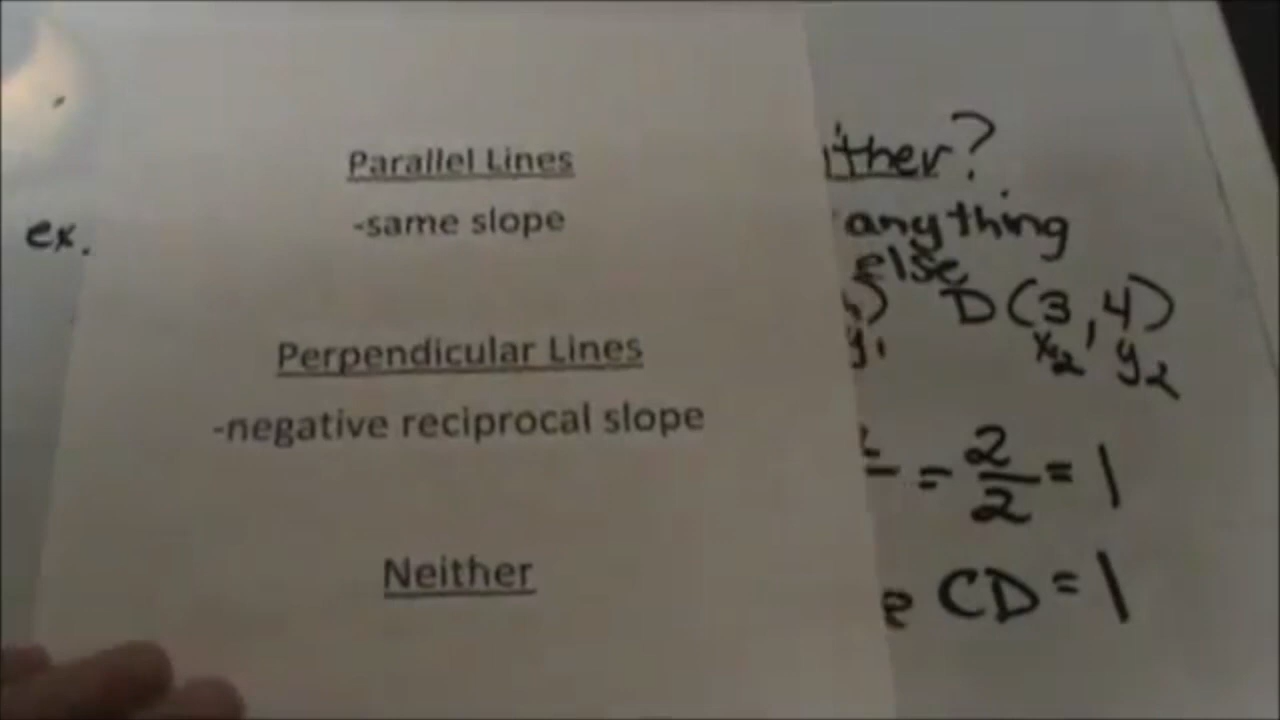 Parallel Lines
-same slope
Perpendicular Lines
-negative reciprocal slope
Neither
ex.
ither?
anything
else
) D(3,4)
y₁ x₂, y₂
= 2/2 = 1
e CD = 1